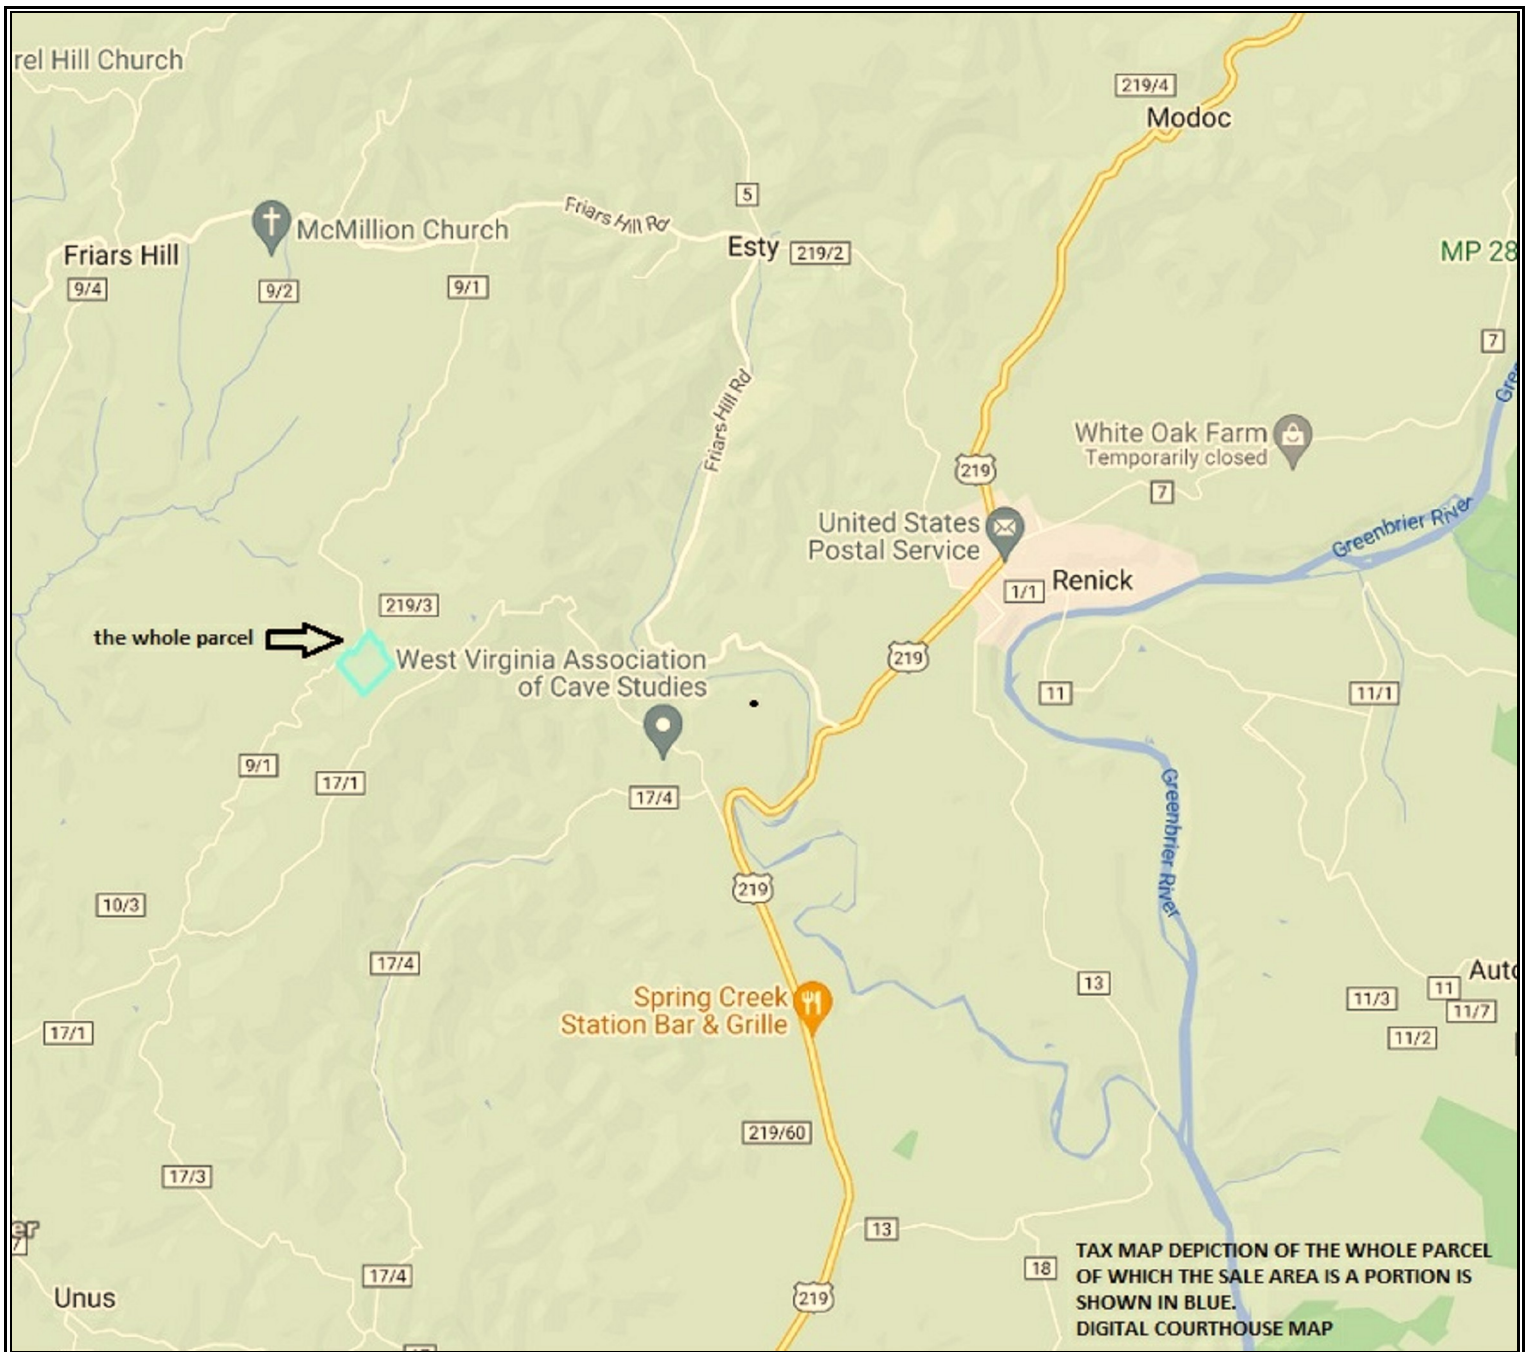 rel Hill Church
219/4
Modoc
5
Friars Hill Rd
McMillion Church
Friars Hill
Esty
219/2
MP 28
9/4
9/2
9/1
7
Gre
Friars Hill Rd
White Oak Farm
Temporarily closed
219
7
United States
Postal Service
Greenbrier River
Renick
1/1
219/3
the whole parcel
West Virginia Association
of Cave Studies
219
11
11/1
9/1
17/1
17/4
Greenbrier River
219
10/3
17/4
Auto
13
11
11/3
11/7
Spring Creek
Station Bar & Grille
17/1
11/2
219/60
17/3
er
7
13
18
17/4
Unus
219
TAX MAP DEPICTION OF THE WHOLE PARCEL
OF WHICH THE SALE AREA IS A PORTION IS
SHOWN IN BLUE.
DIGITAL COURTHOUSE MAP